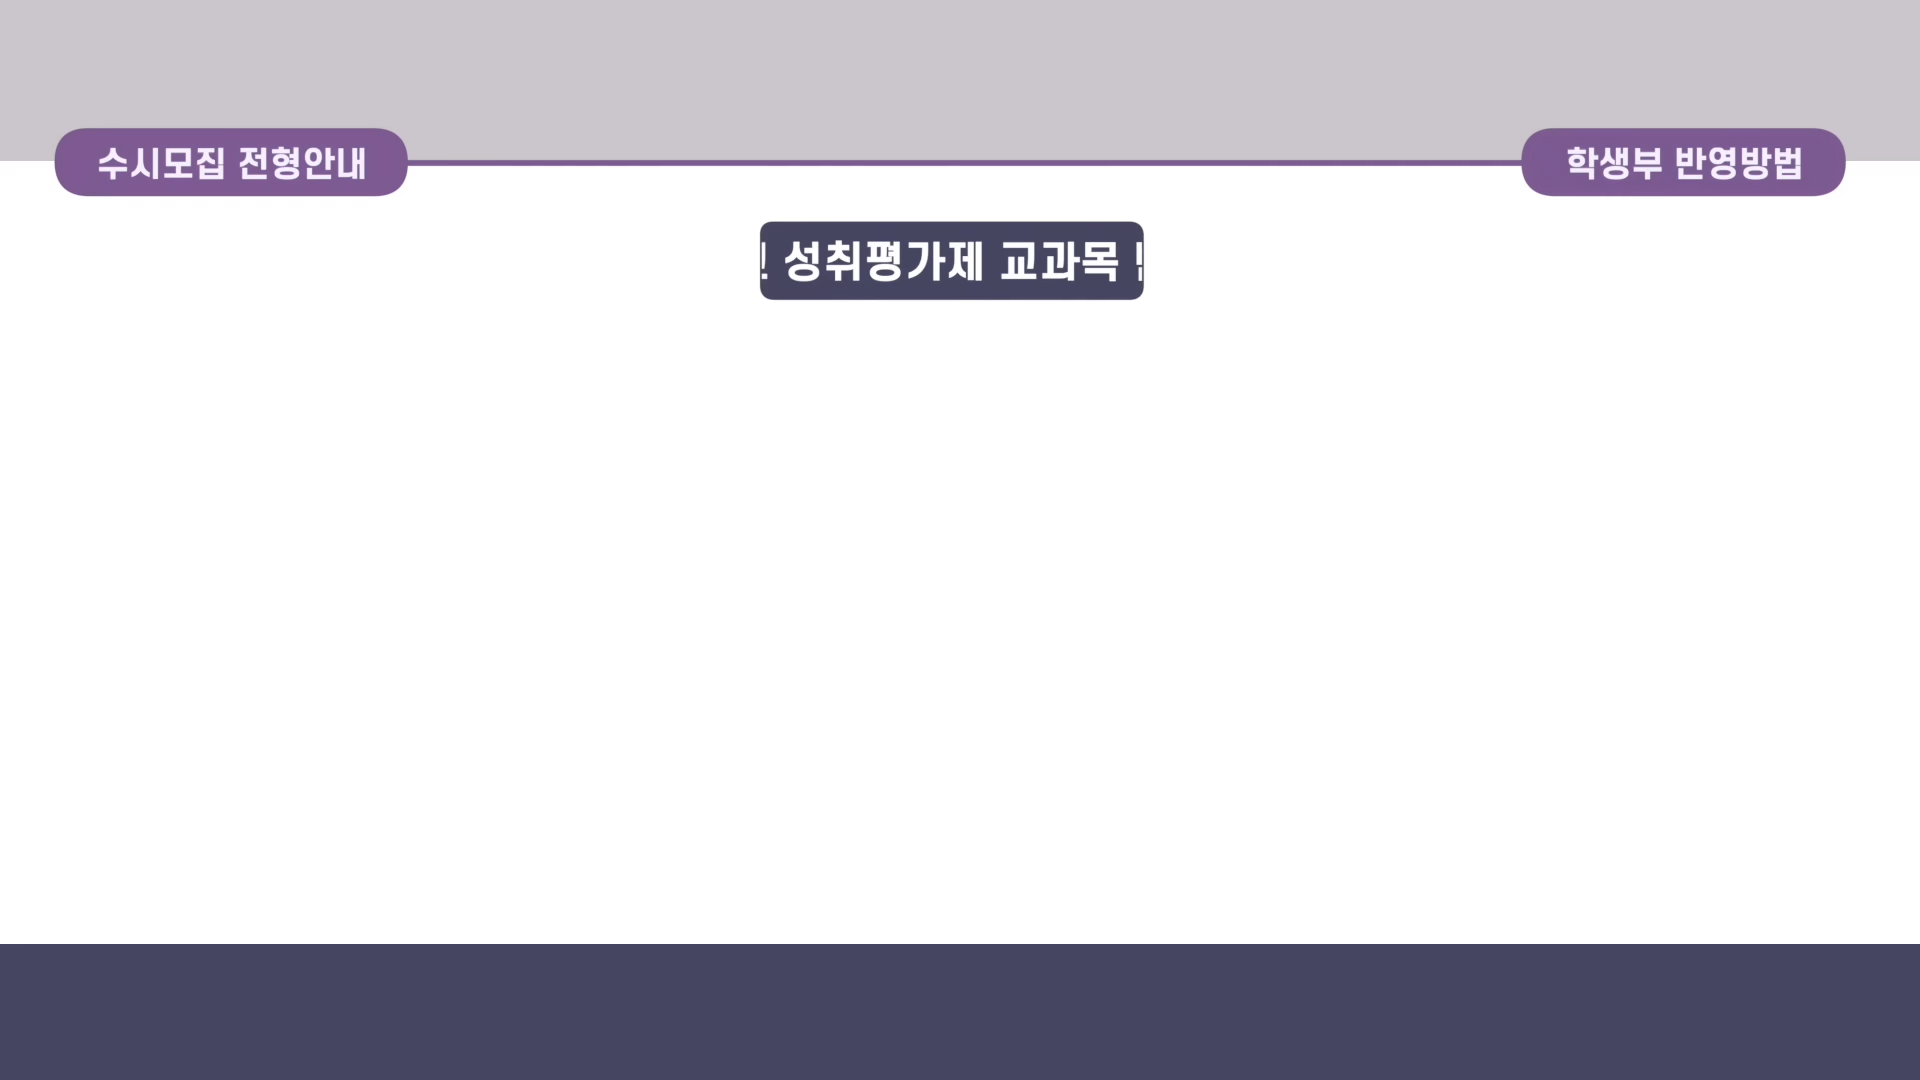 수시모집 전형안내
학생부 반영방법
성취평가제 교과목